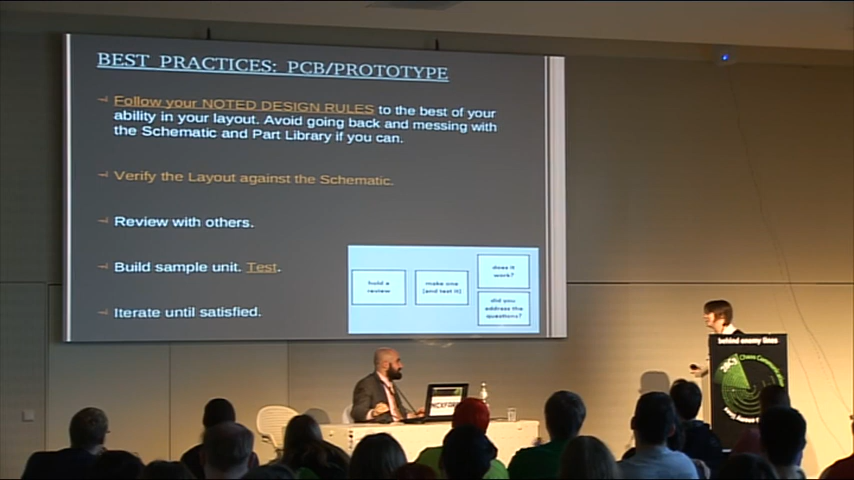 BEST PRACTICES: PCB/PROTOTYPE
Follow your NOTED DESIGN RULES to the best of your
ability in your layout. Avoid going back and messing with
the Schematic and Part Library if you can.
Verify the Layout against the Schematic.
Review with others.
Build sample unit. Test.
Iterate until satisfied.
hold a
review
make one
[and test it]
does it
work?
did you
address the
questions?
behind enemy lines